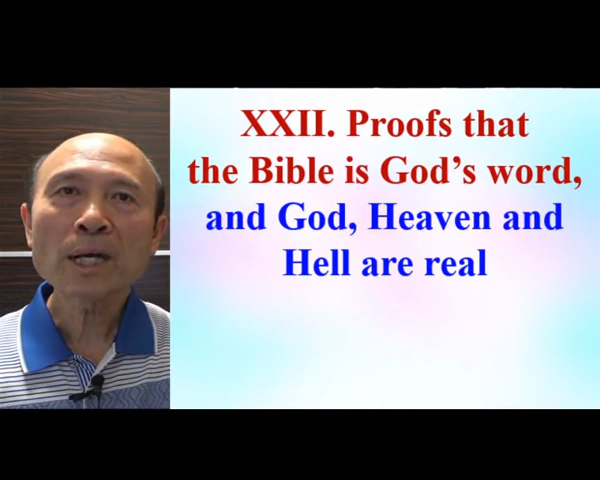 XXII. Proofs that
the Bible is God's word,
and God, Heaven and
Hell are real